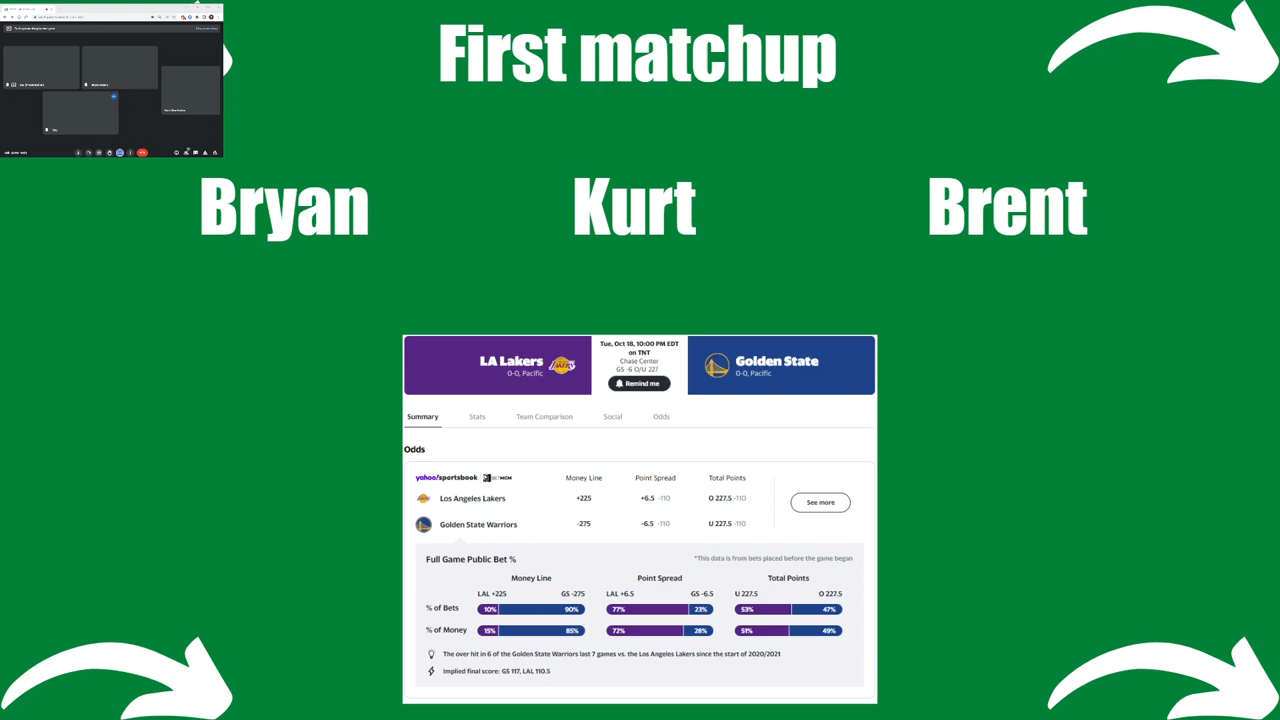 First matchup
Bryan Kurt Brent
LA Lakers
0-0, Pacific
Tue, Oct 18, 10:00 PM EDT
on TNT
Chase Center
GS -6 O/U 227
Remind me
Golden State
0-0, Pacific
Summary Stats Team Comparison Social Odds
Odds
yahoo!sportsbook BETMGM Money Line Point Spread Total Points
Los Angeles Lakers +225 +6.5 -110 O 227.5 -110
See more
Golden State Warriors -275 -6.5 -110 U 227.5 -110
Full Game Public Bet % *This data is from bets placed before the game began
Money Line Point Spread Total Points
LAL +225 GS -275 LAL +6.5 GS -6.5 U 227.5 O 227.5
% of Bets 10% 90% 77% 23% 53% 47%
% of Money 15% 85% 72% 28% 51% 49%
The over hit in 6 of the Golden State Warriors last 7 games vs. the Los Angeles Lakers since the start of 2020/2021
Implied final score: GS 117, LAL 110.5